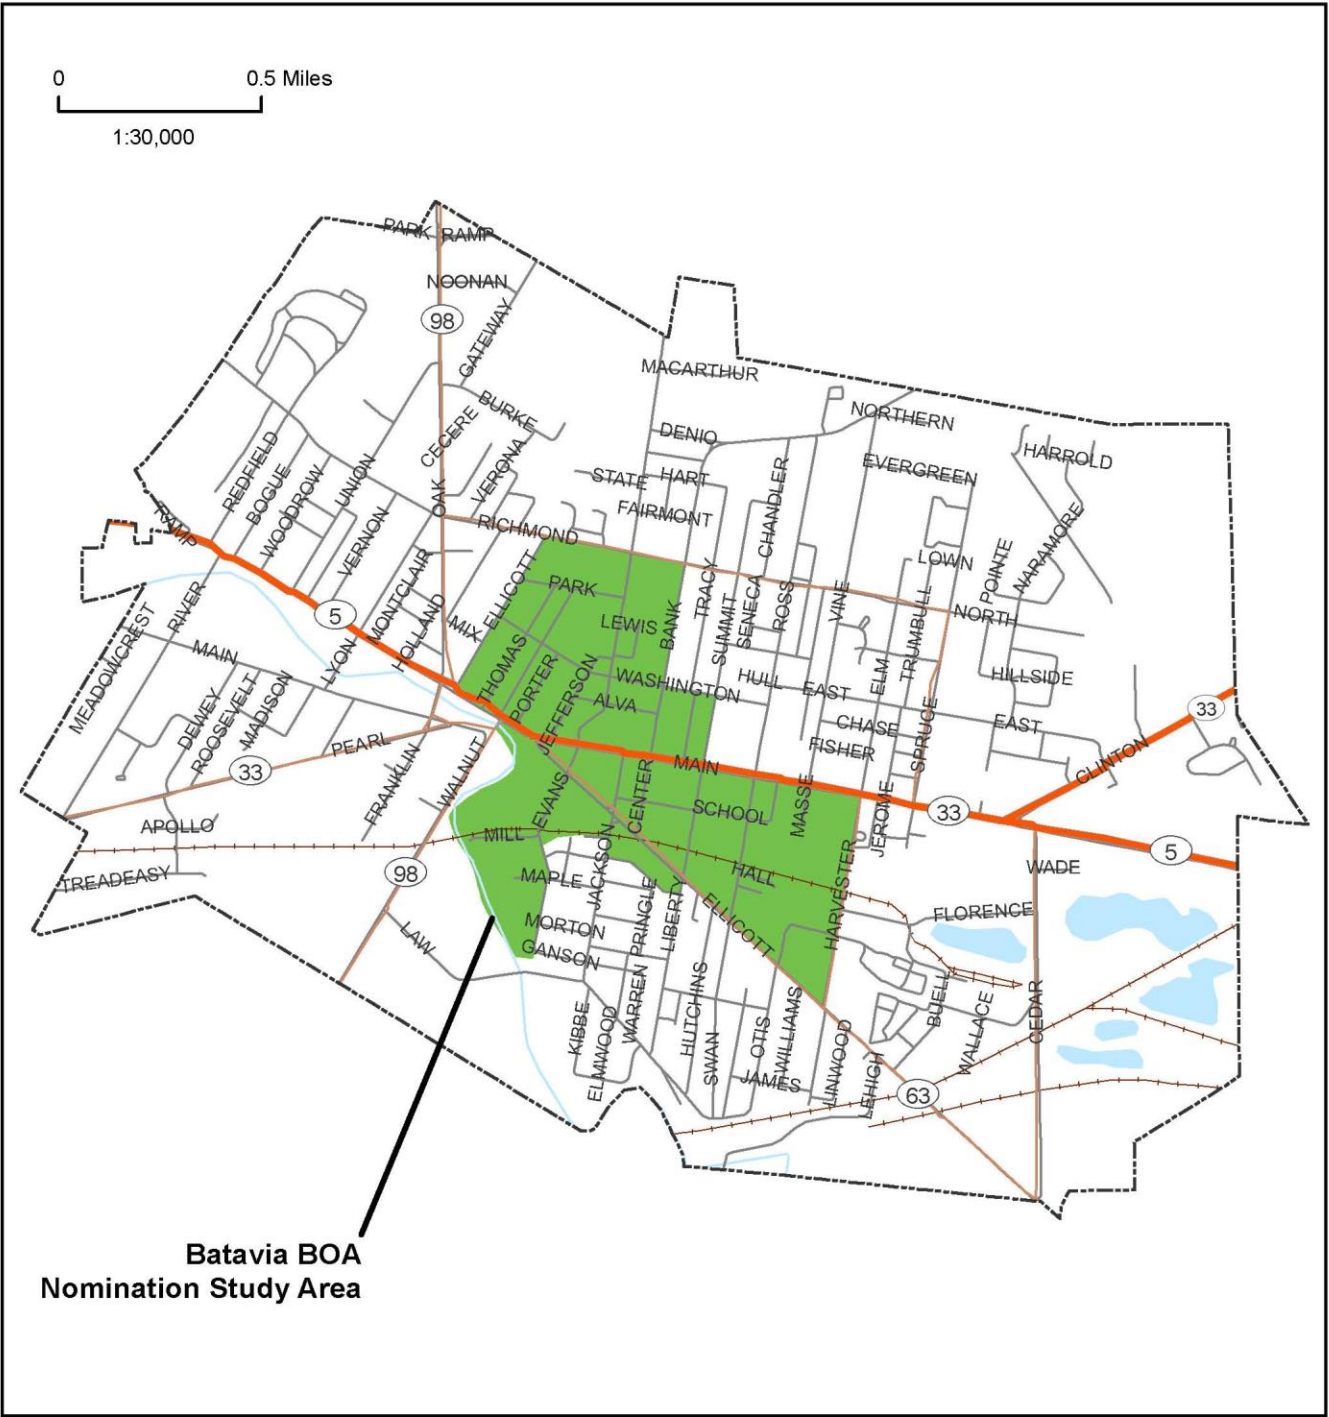 0 0.5 Miles
1:30,000
PARK RAMP
NOONAN
98
GATEWAY
MACARTHUR
BURKE
CECERE
NORTHERN
DENIO
HARROLD
VERONA
REDFIELD
BOGUE
WOODROW
UNION
STATE
HART
CHANDLER
EVERGREEN
OAK
FAIRMONT
RAMP
VERNON
RICHMOND
NARAMORE
POINTE
LOWN
MONTCLAIR
ELLICOTT
PARK
TRACY
SENECA
ROSS
VINE
TRUMBULL
NORTH
5
RIVER
HOLLAND
MIX
LEWIS
BANK
SUMMIT
MEADOWCREST
MAIN
LYON
THOMAS
PORTER
JEFFERSON
WASHINGTON
HULL
EAST
ELM
HILLSIDE
DEWEY
ROOSEVELT
MADISON
ALVA
CHASE
SPRUCE
EAST
33
PEARL
FISHER
33
FRANKLIN
WALNUT
EVANS
CENTER
MAIN
MASSE
CLINTON
APOLLO
MILL
SCHOOL
JEROME
33
5
TREADEASY
98
MAPLE
JACKSON
HALL
HARVESTER
WADE
LAW
MORTON
PRINGLE
LIBERTY
ELLICOTT
FLORENCE
GANSON
KIBBE
ELMWOOD
WARREN
HUTCHINS
SWAN
OTIS
WILLIAMS
LINWOOD
BUELL
WALLACE
CEDAR
JAMES
LEHIGH
63
Batavia BOA
Nomination Study Area